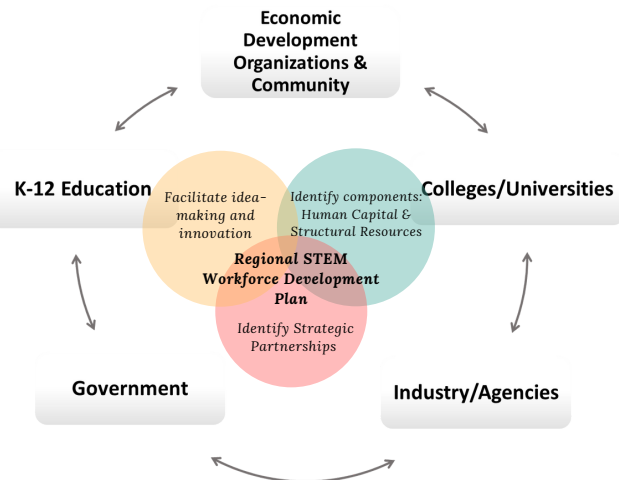 Economic
Development
Organizations &
Community
K-12 Education
Colleges/Universities
Facilitate idea-
making and
innovation
Identify components:
Human Capital &
Structural Resources
Regional STEM
Workforce Development
Plan
Identify Strategic
Partnerships
Government
Industry/Agencies